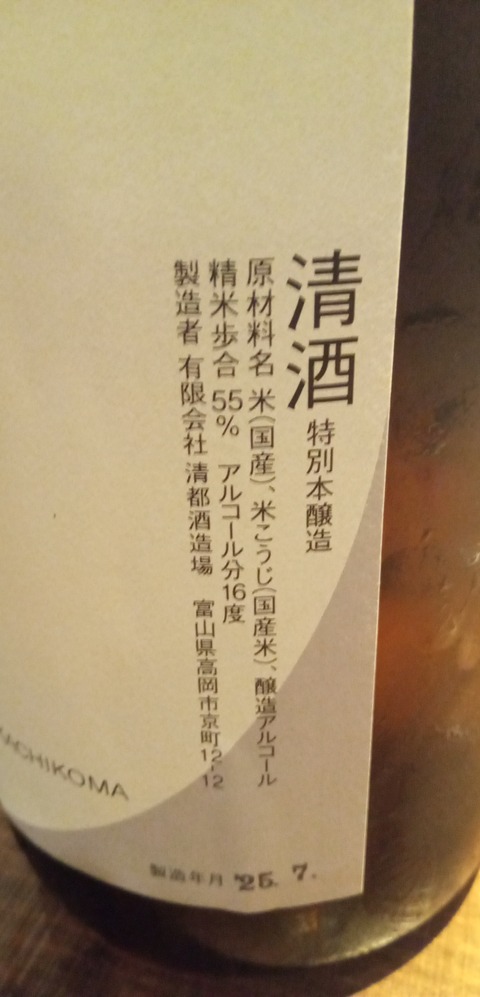 清酒 特別本醸造
原材料名 米(国産)、米こうじ(国産米)、醸造アルコール
精米歩合 55% アルコール分16度
製造者 有限会社 清都酒造場 富山県高岡市京町12-12
ACHIKOMA
製造年月 '25. 7.